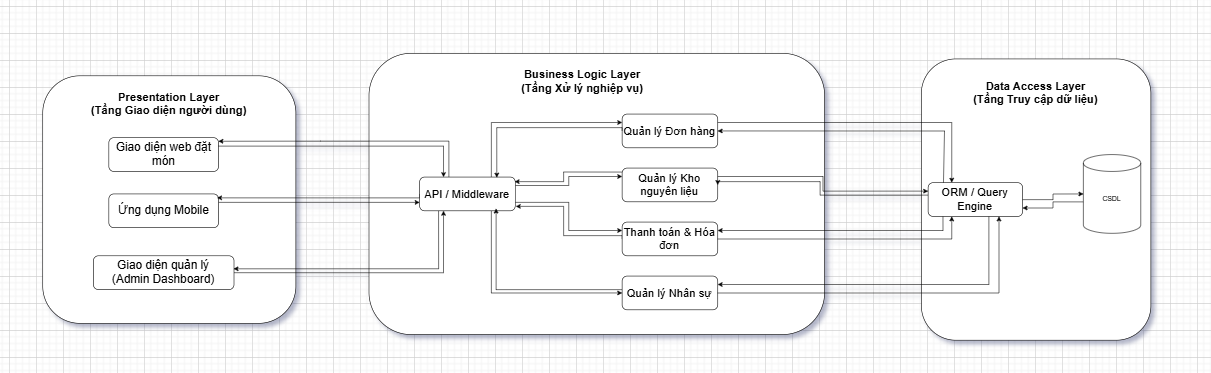 Presentation Layer
(Tầng Giao diện người dùng)
Giao diện web đặt
món
Ứng dụng Mobile
Giao diện quản lý
(Admin Dashboard)
Business Logic Layer
(Tầng Xử lý nghiệp vụ)
API / Middleware
Quản lý Đơn hàng
Quản lý Kho
nguyên liệu
Thanh toán & Hóa
đơn
Quản lý Nhân sự
Data Access Layer
(Tầng Truy cập dữ liệu)
ORM / Query
Engine
CSDL